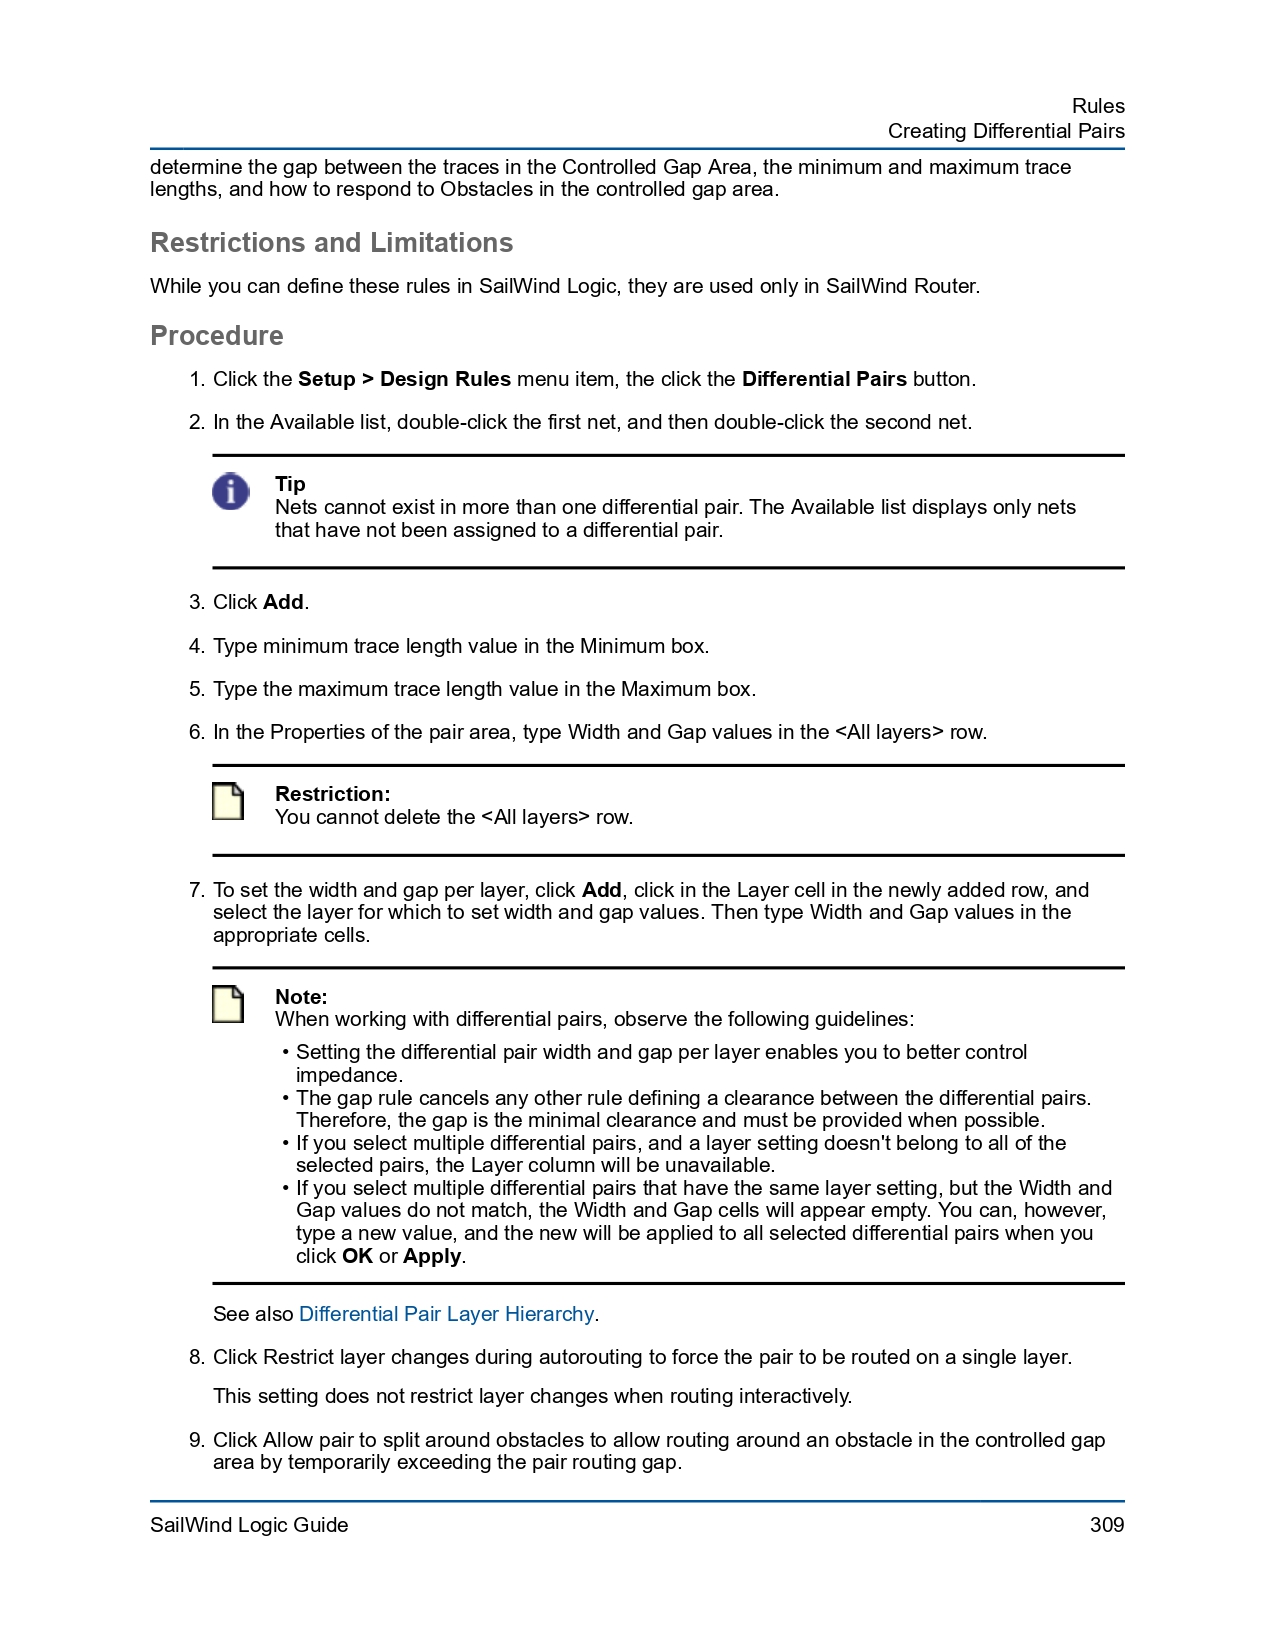 Rules
Creating Differential Pairs
determine the gap between the traces in the Controlled Gap Area, the minimum and maximum trace
lengths, and how to respond to Obstacles in the controlled gap area.
Restrictions and Limitations
While you can define these rules in SailWind Logic, they are used only in SailWind Router.
Procedure
1. Click the Setup > Design Rules menu item, the click the Differential Pairs button.
2. In the Available list, double-click the first net, and then double-click the second net.
Tip
Nets cannot exist in more than one differential pair. The Available list displays only nets
that have not been assigned to a differential pair.
3. Click Add.
4. Type minimum trace length value in the Minimum box.
5. Type the maximum trace length value in the Maximum box.
6. In the Properties of the pair area, type Width and Gap values in the <All layers> row.
Restriction:
You cannot delete the <All layers> row.
7. To set the width and gap per layer, click Add, click in the Layer cell in the newly added row, and
select the layer for which to set width and gap values. Then type Width and Gap values in the
appropriate cells.
Note:
When working with differential pairs, observe the following guidelines:
• Setting the differential pair width and gap per layer enables you to better control
impedance.
• The gap rule cancels any other rule defining a clearance between the differential pairs.
Therefore, the gap is the minimal clearance and must be provided when possible.
• If you select multiple differential pairs, and a layer setting doesn't belong to all of the
selected pairs, the Layer column will be unavailable.
• If you select multiple differential pairs that have the same layer setting, but the Width and
Gap values do not match, the Width and Gap cells will appear empty. You can, however,
type a new value, and the new will be applied to all selected differential pairs when you
click OK or Apply.
See also Differential Pair Layer Hierarchy.
8. Click Restrict layer changes during autorouting to force the pair to be routed on a single layer.
This setting does not restrict layer changes when routing interactively.
9. Click Allow pair to split around obstacles to allow routing around an obstacle in the controlled gap
area by temporarily exceeding the pair routing gap.
SailWind Logic Guide
309